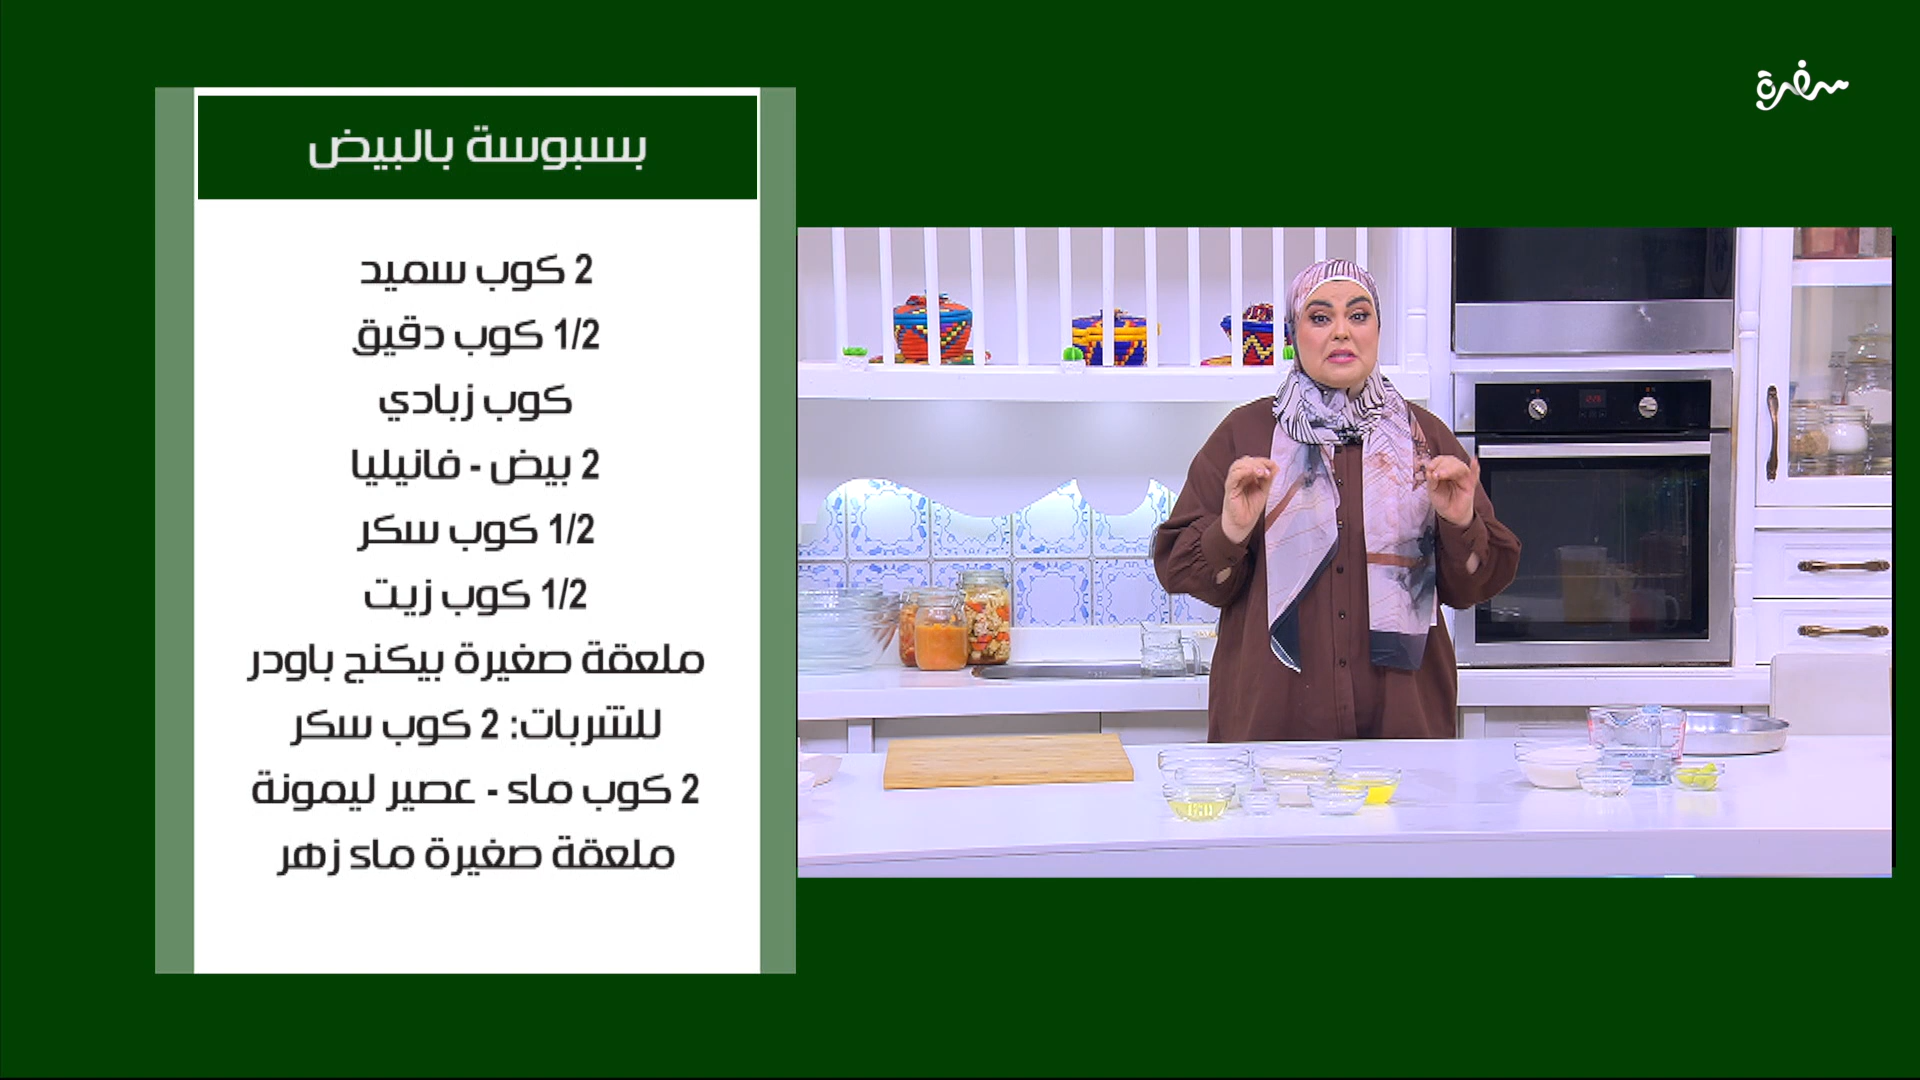 سفرة
بسبوسة بالبيض
2 كوب سميد
1/2 كوب دقيق
كوب زبادي
2 بيض - فانيليا
1/2 كوب سكر
1/2 كوب زيت
ملعقة صغيرة بيكنج باودر
للشربات: 2 كوب سكر
2 كوب ماء - عصير ليمونة
ملعقة صغيرة ماء زهر